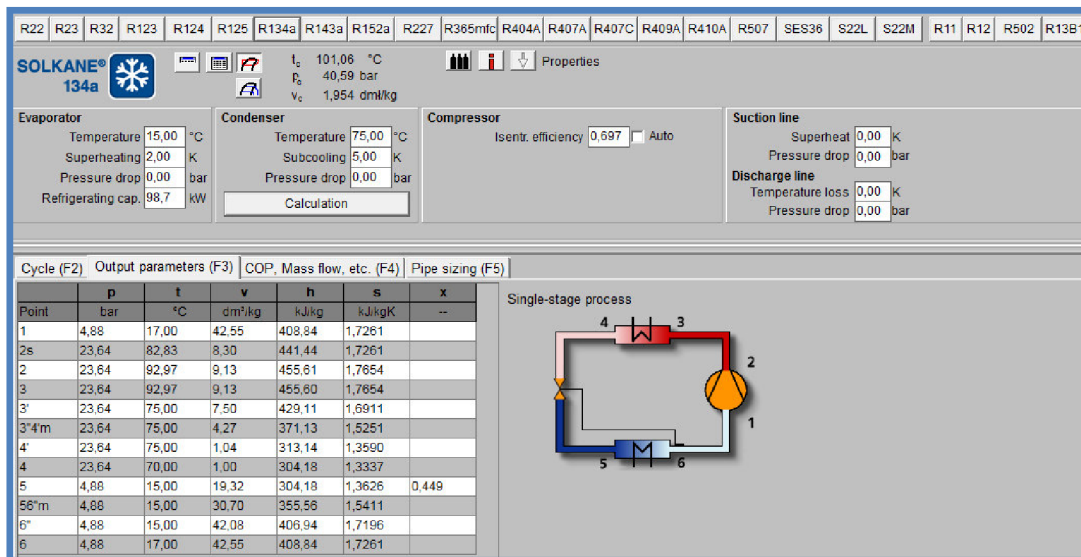 R22 R23 R32 R123 R124 R125 R134a R143a R152a R227 R365mfc R404A R407A R407C R409A R410A R507 SES36 S22L S22M R11 R12 R502 R13B1
SOLKANE®
134a
tc 101,06 °C
pc 40,59 bar
vc 1,954 dmł/kg
Properties
Evaporator
Temperature 15,00 °C
Superheating 2,00 K
Pressure drop 0,00 bar
Refrigerating cap. 98,7 kW
Condenser
Temperature 75,00 °C
Subcooling 5,00 K
Pressure drop 0,00 bar
Calculation
Compressor
Isentr. efficiency 0,697 Auto
Suction line
Superheat 0,00 K
Pressure drop 0,00 bar
Discharge line
Temperature loss 0,00 K
Pressure drop 0,00 bar
Cycle (F2) Output parameters (F3) COP, Mass flow, etc. (F4) Pipe sizing (F5)
p t v h s x
Point bar °C dm³/kg kJ/kg kJ/kgK --
1 4,88 17,00 42,55 408,84 1,7261
2s 23,64 82,83 8,30 441,44 1,7261
2 23,64 92,97 9,13 455,61 1,7654
3 23,64 92,97 9,13 455,60 1,7654
3' 23,64 75,00 7,50 429,11 1,6911
3"4'm 23,64 75,00 4,27 371,13 1,5251
4' 23,64 75,00 1,04 313,14 1,3590
4 23,64 70,00 1,00 304,18 1,3337
5 4,88 15,00 19,32 304,18 1,3626 0,449
56"m 4,88 15,00 30,70 355,56 1,5411
6" 4,88 15,00 42,08 406,94 1,7196
6 4,88 17,00 42,55 408,84 1,7261
Single-stage process
4 3
2
1
5 6